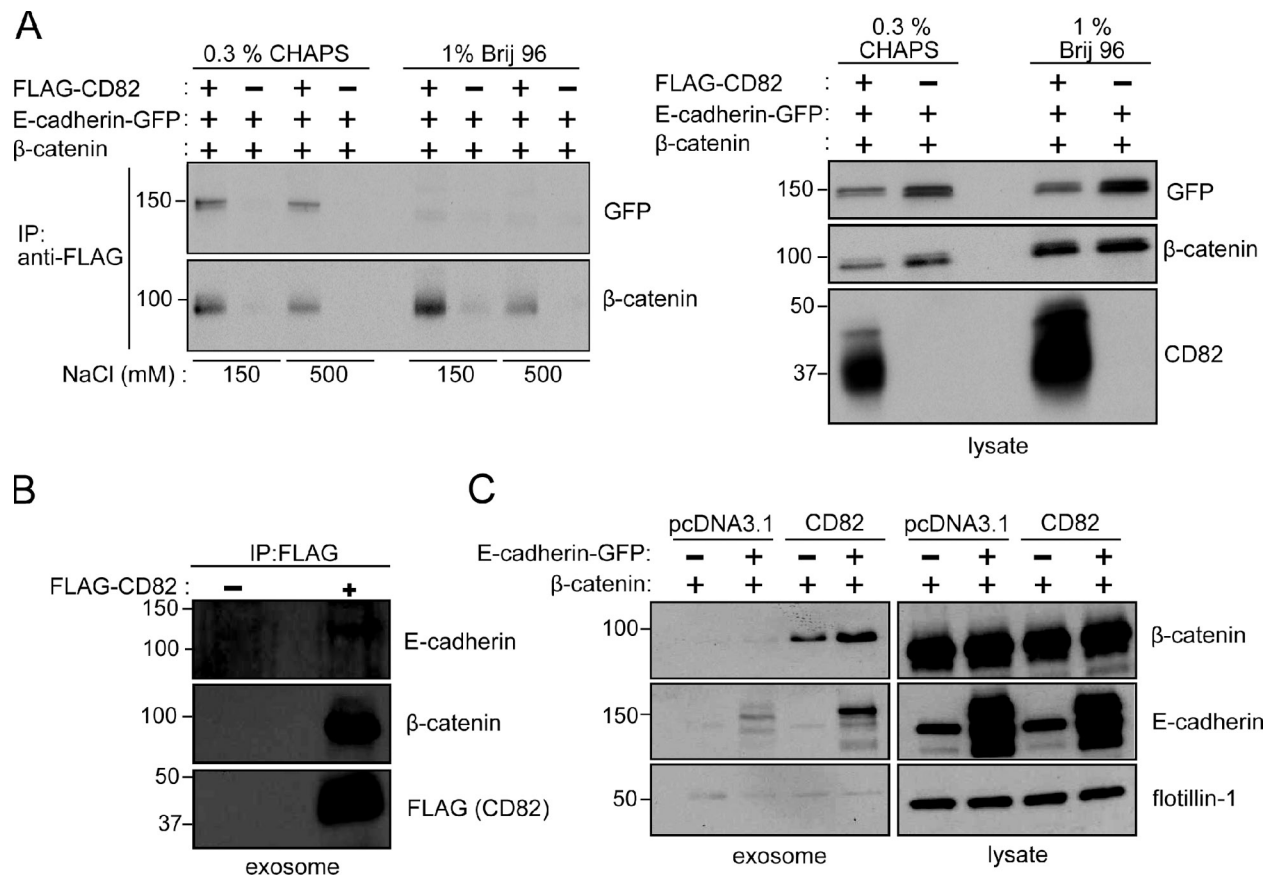 A
0.3 % CHAPS 1% Brij 96
FLAG-CD82 : + − + − + − + −
E-cadherin-GFP : + + + + + + + +
β-catenin : + + + + + + + +
IP:
anti-FLAG
150
GFP
100
β-catenin
NaCl (mM) : 150 500 150 500
0.3 %
CHAPS
1 %
Brij 96
FLAG-CD82 : + − + −
E-cadherin-GFP : + + + +
β-catenin : + + + +
150
GFP
100
β-catenin
50
37
CD82
lysate
B
IP:FLAG
FLAG-CD82 : − +
150
100
E-cadherin
100
β-catenin
50
37
FLAG (CD82)
exosome
C
pcDNA3.1 CD82 pcDNA3.1 CD82
E-cadherin-GFP: − + − + − + − +
β-catenin: + + + + + + + +
100
β-catenin
150
E-cadherin
50
flotillin-1
exosome lysate